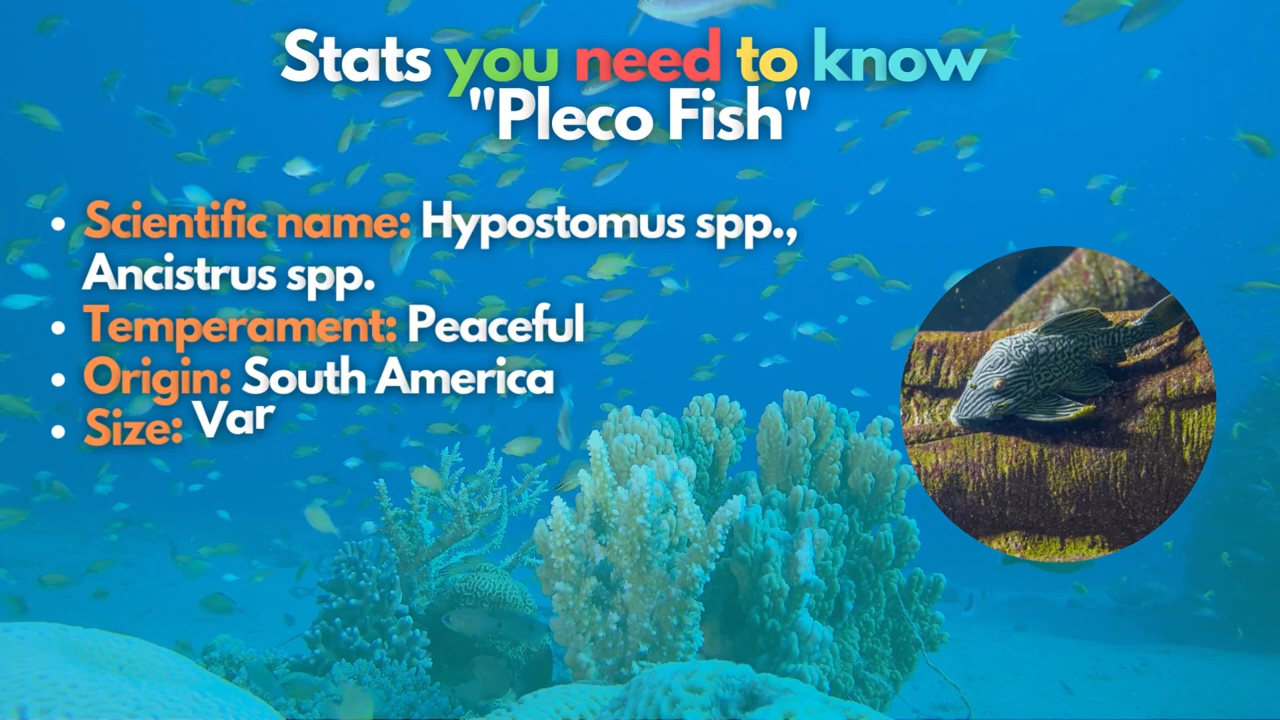 Stats you need to know
"Pleco Fish"
• Scientific name: Hypostomus spp.,
Ancistrus spp.
• Temperament: Peaceful
• Origin: South America
• Size: Var